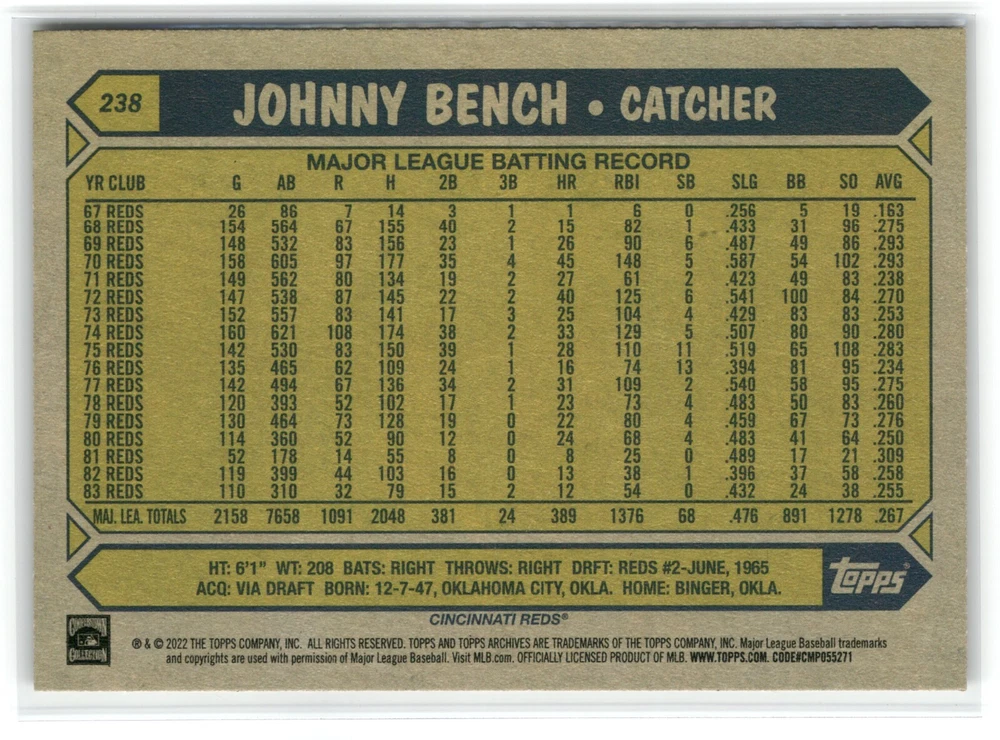 238
JOHNNY BENCH • CATCHER
MAJOR LEAGUE BATTING RECORD
YR CLUB G AB R H 2B 3B HR RBI SB SLG BB SO AVG
67 REDS 26 86 7 14 3 1 1 6 0 .256 5 19 .163
68 REDS 154 564 67 155 40 2 15 82 1 .433 31 96 .275
69 REDS 148 532 83 156 23 1 26 90 6 .487 49 86 .293
70 REDS 158 605 97 177 35 4 45 148 5 .587 54 102 .293
71 REDS 149 562 80 134 19 2 27 61 2 .423 49 83 .238
72 REDS 147 538 87 145 22 2 40 125 6 .541 100 84 .270
73 REDS 152 557 83 141 17 3 25 104 4 .429 83 83 .253
74 REDS 160 621 108 174 38 2 33 129 5 .507 80 90 .280
75 REDS 142 530 83 150 39 1 28 110 11 .519 65 108 .283
76 REDS 135 465 62 109 24 1 16 74 13 .394 81 95 .234
77 REDS 142 494 67 136 34 2 31 109 2 .540 58 95 .275
78 REDS 120 393 52 102 17 1 23 73 4 .483 50 83 .260
79 REDS 130 464 73 128 19 0 22 80 4 .459 67 73 .276
80 REDS 114 360 52 90 12 0 24 68 4 .483 41 64 .250
81 REDS 52 178 14 55 8 0 8 25 0 .489 17 21 .309
82 REDS 119 399 44 103 16 0 13 38 1 .396 37 58 .258
83 REDS 110 310 32 79 15 2 12 54 0 .432 24 38 .255
MAJ. LEA. TOTALS 2158 7658 1091 2048 381 24 389 1376 68 .476 891 1278 .267
HT: 6'1" WT: 208 BATS: RIGHT THROWS: RIGHT DRFT: REDS #2-JUNE, 1965
ACQ: VIA DRAFT BORN: 12-7-47, OKLAHOMA CITY, OKLA. HOME: BINGER, OKLA.
topps®
CINCINNATI REDS®
COOPERSTOWN
COLLECTION
® & © 2022 THE TOPPS COMPANY, INC. ALL RIGHTS RESERVED. TOPPS AND TOPPS ARCHIVES ARE TRADEMARKS OF THE TOPPS COMPANY, INC. Major League Baseball trademarks
and copyrights are used with permission of Major League Baseball. Visit MLB.com. OFFICIALLY LICENSED PRODUCT OF MLB. WWW.TOPPS.COM. CODE#CMP055271